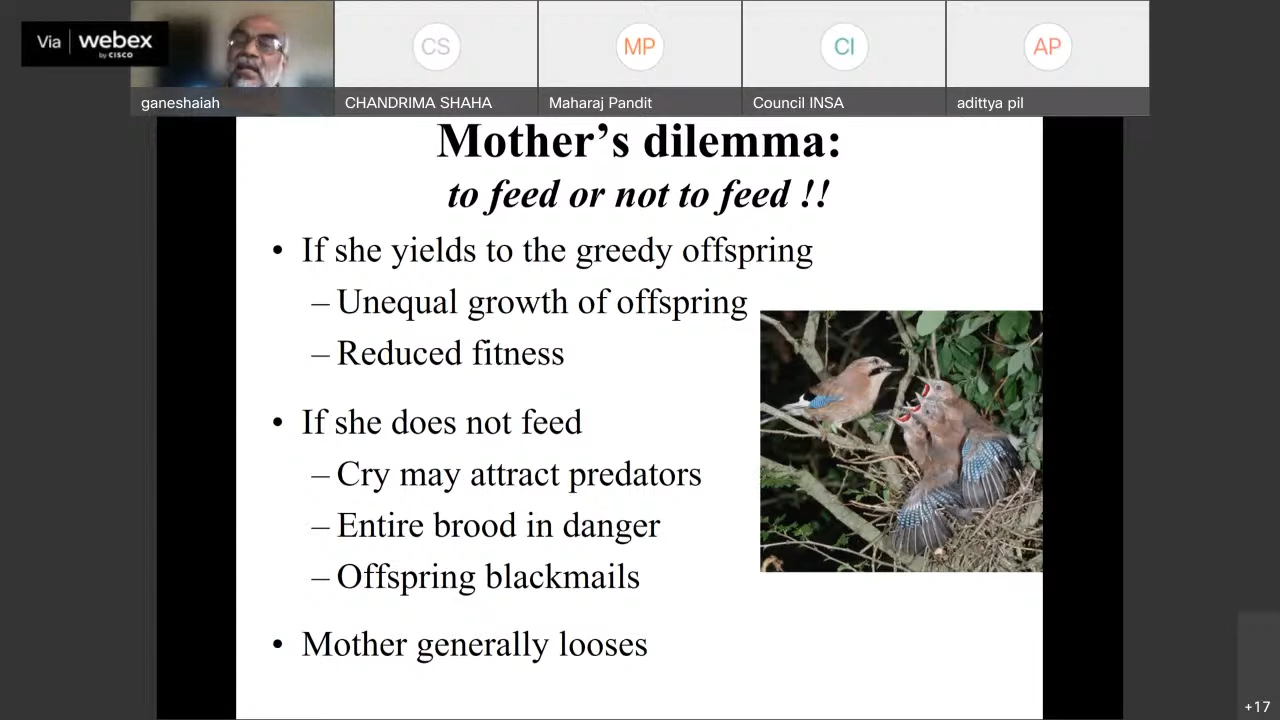 Via webex
by CISCO
CS
MP
CI
AP
ganeshaiah
CHANDRIMA SHAHA
Maharaj Pandit
Council INSA
adittya pil
Mother's dilemma:
to feed or not to feed !!
• If she yields to the greedy offspring
– Unequal growth of offspring
– Reduced fitness
• If she does not feed
– Cry may attract predators
– Entire brood in danger
– Offspring blackmails
• Mother generally looses
+17